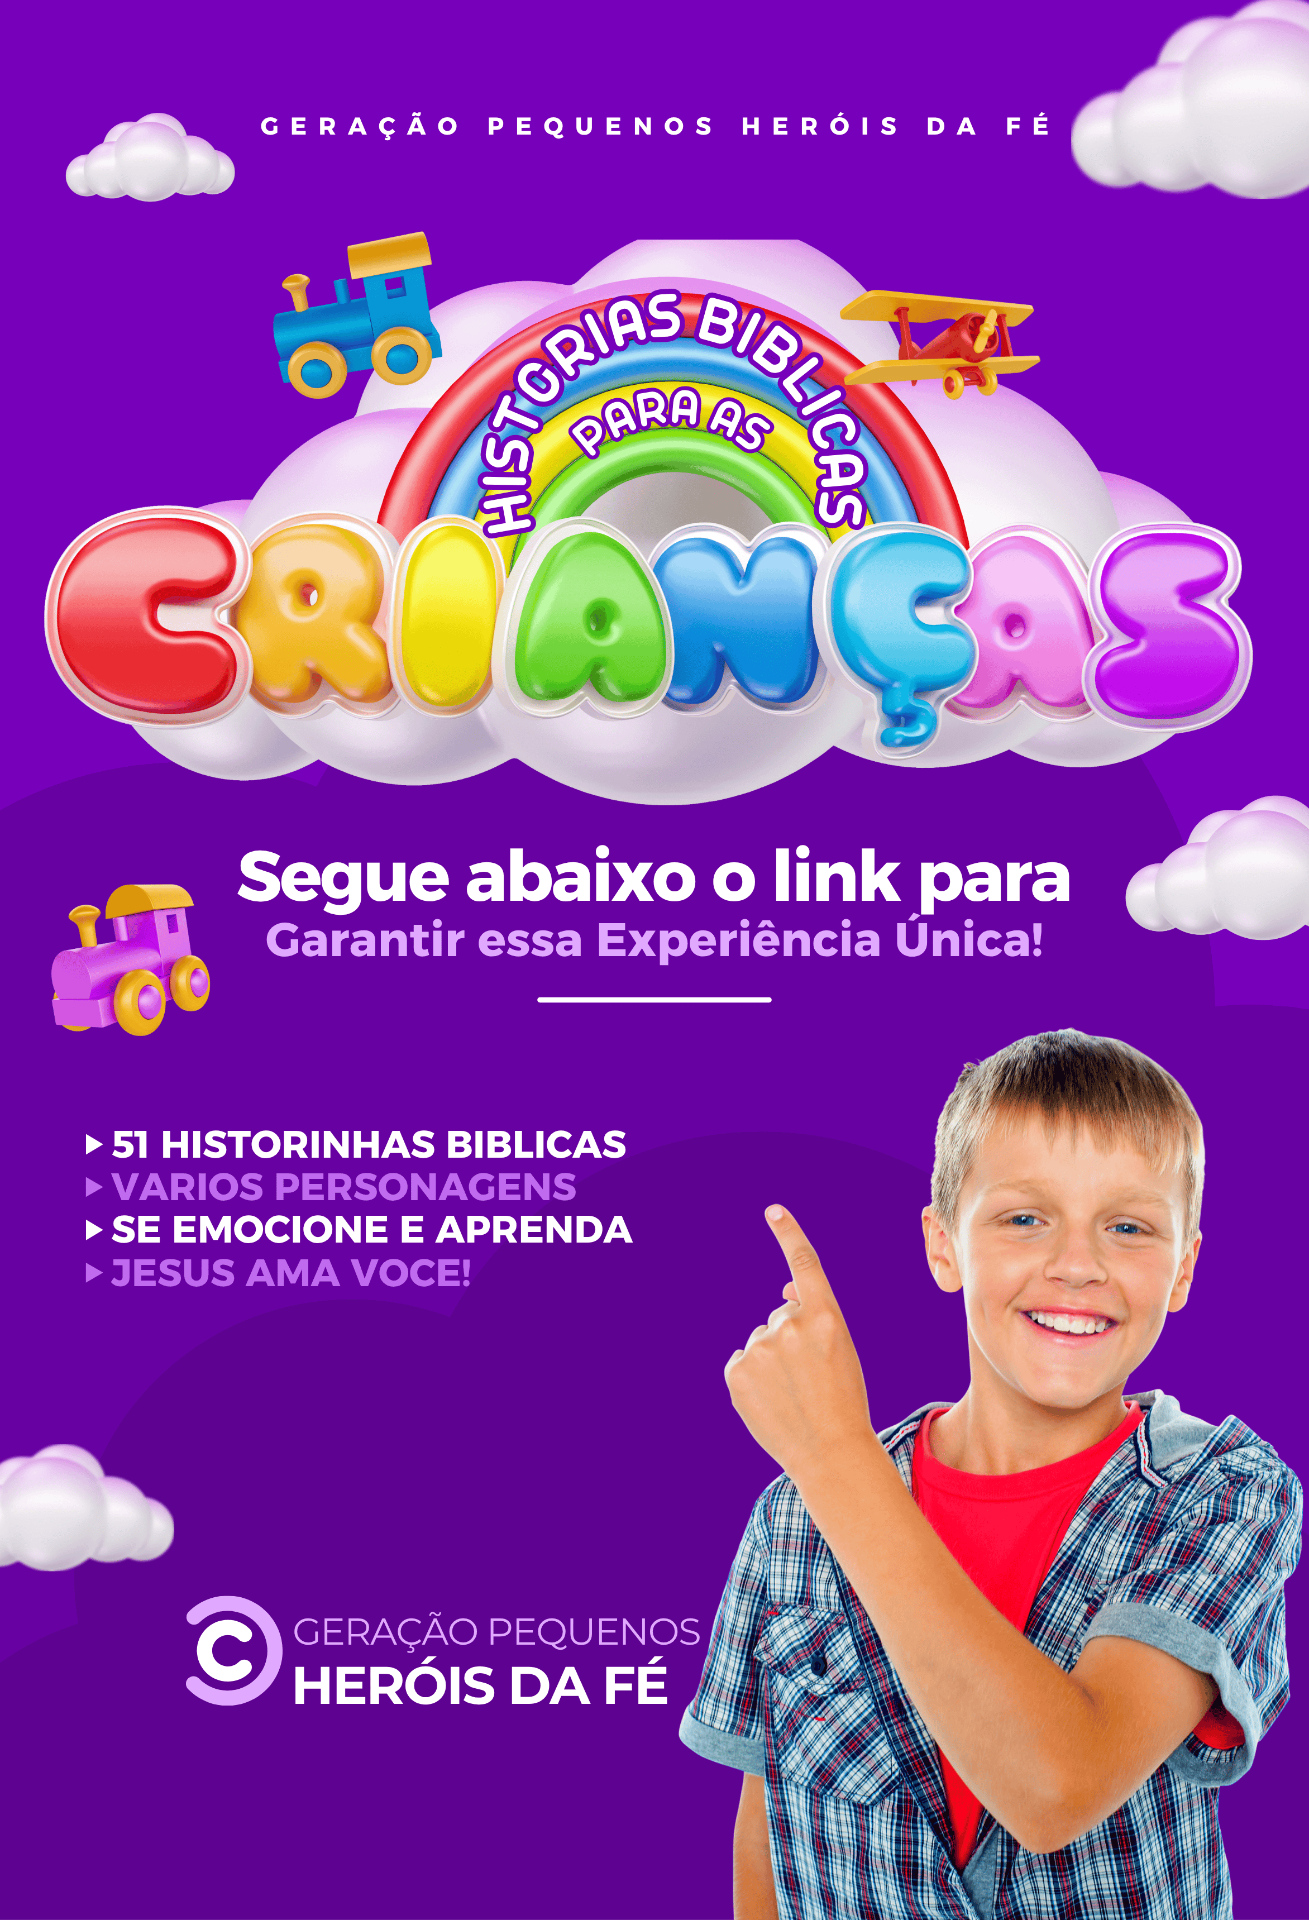 GERAÇÃO PEQUENOS HERÓIS DA FÉ
HISTORIAS BIBLICAS
PARA AS
CRIANÇAS
Segue abaixo o link para
Garantir essa Experiência Única!
51 HISTORINHAS BIBLICAS
VARIOS PERSONAGENS
SE EMOCIONE E APRENDA
JESUS AMA VOCE!
C GERAÇÃO PEQUENOS
HERÓIS DA FÉ